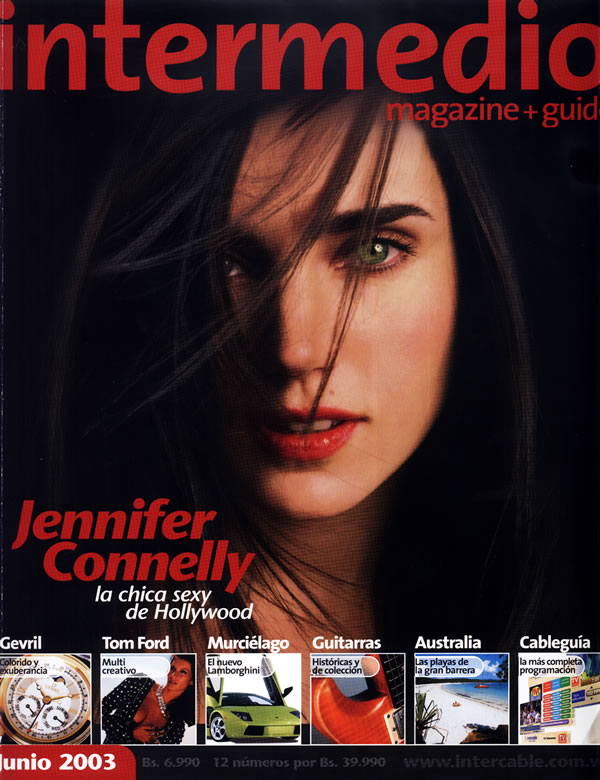 intermedio
magazine+guid
Jennifer
Connelly
la chica sexy
de Hollywood
Gevril
Colorido y
exuberancia
Tom Ford
Multi
creativo
Murciélago
El nuevo
Lamborghini
Guitarras
Históricas y
de colección
Australia
Las playas de
la gran barrera
Cableguía
la más completa
programación
Junio 2003
Bs. 6.990
12 números por Bs. 39.990
www.intercable.com.v